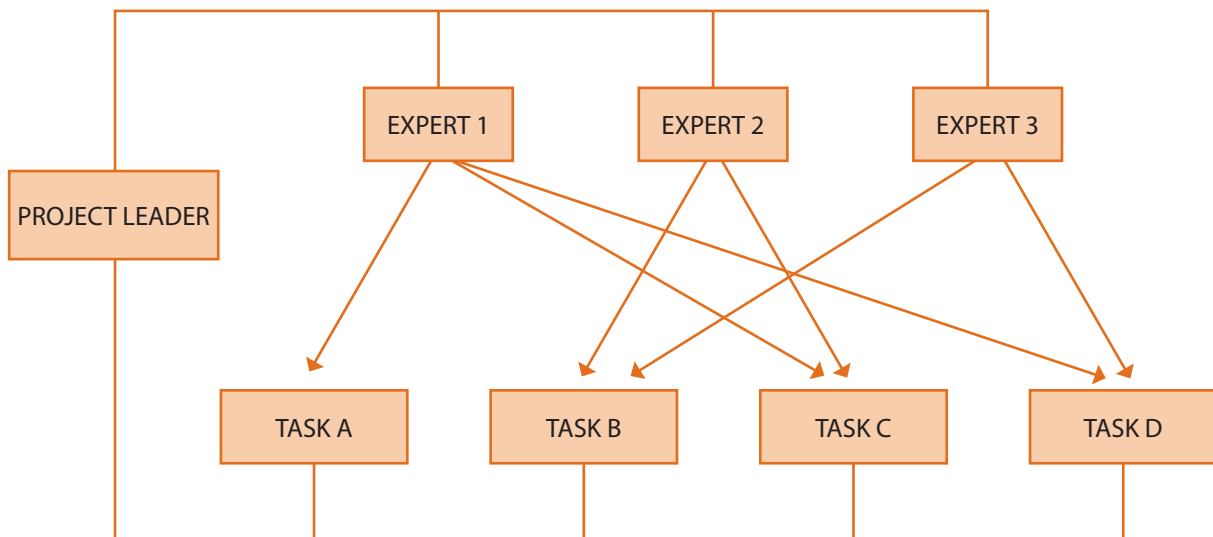 EXPERT 1
EXPERT 2
EXPERT 3
PROJECT LEADER
TASK A
TASK B
TASK C
TASK D